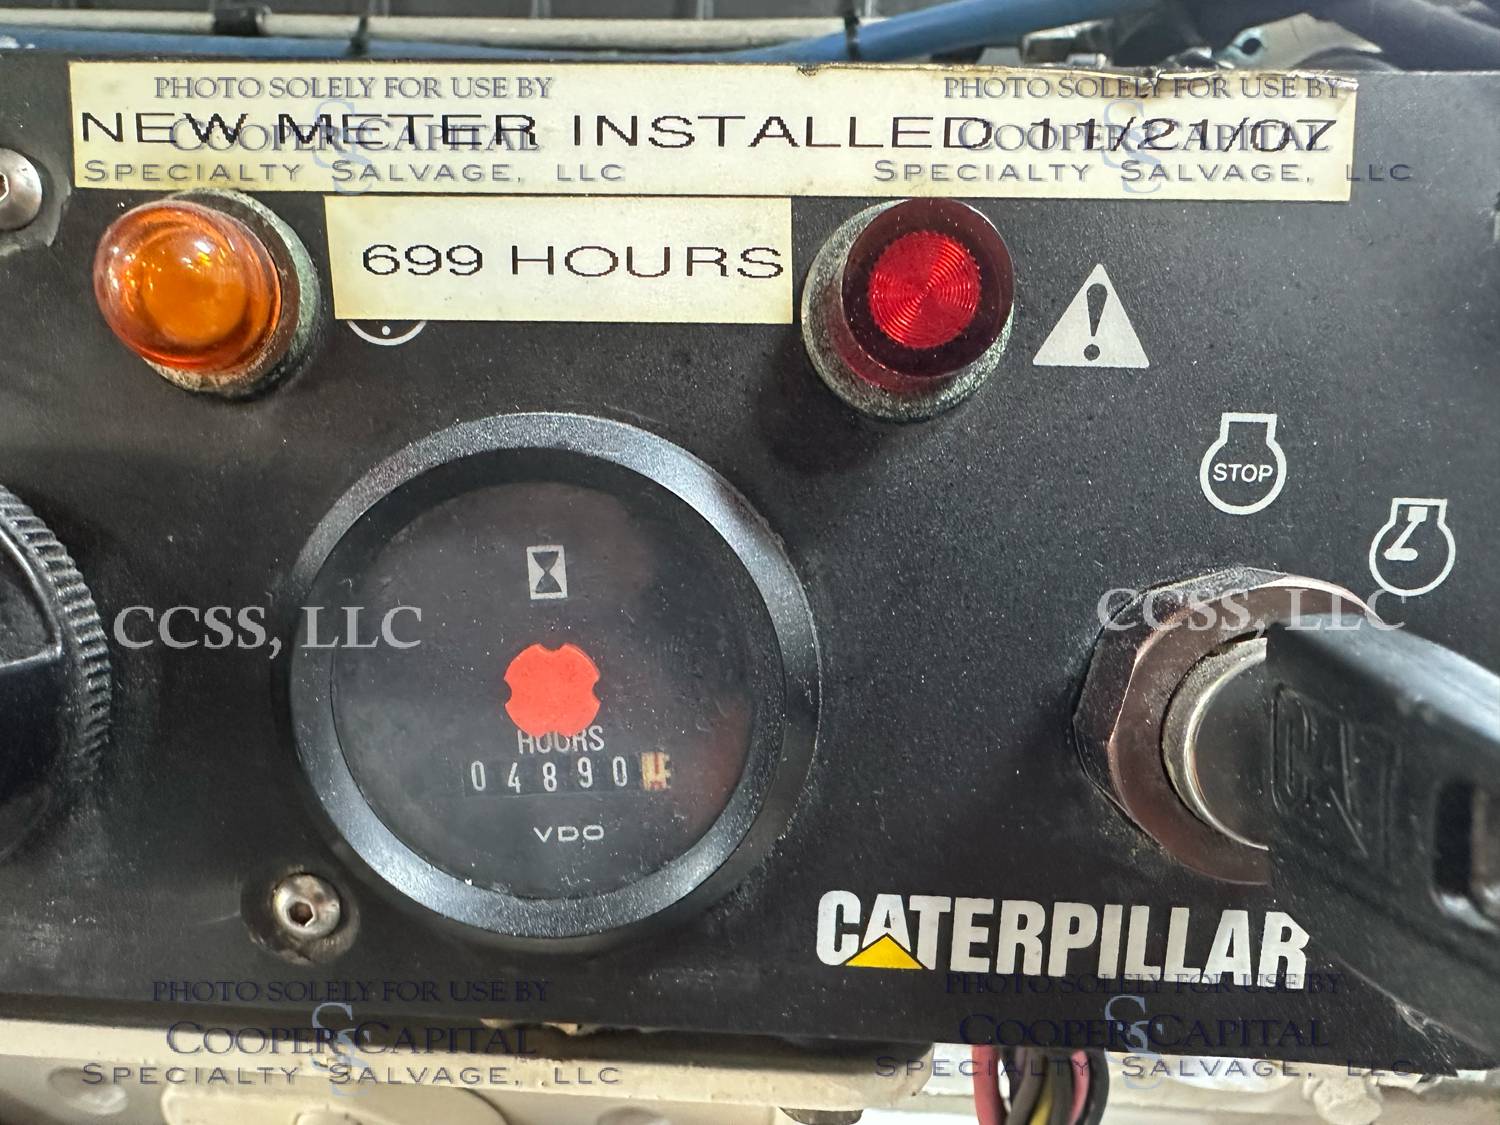 PHOTO SOLELY FOR USE BY PHOTO SOLELY FOR USE BY
NEW METER INSTALLED 11/21/07
COOPER CAPITAL COOPER CAPITAL
SPECIALTY SALVAGE, LLC SPECIALTY SALVAGE, LLC
699 HOURS
STOP
CCSS, LLC CCSS, LLC
HOURS
04890
VDO
CAT
CATERPILLAR
PHOTO SOLELY FOR USE BY PHOTO SOLELY FOR USE BY
COOPER CAPITAL COOPER CAPITAL
SPECIALTY SALVAGE, LLC SPECIALTY SALVAGE, LLC